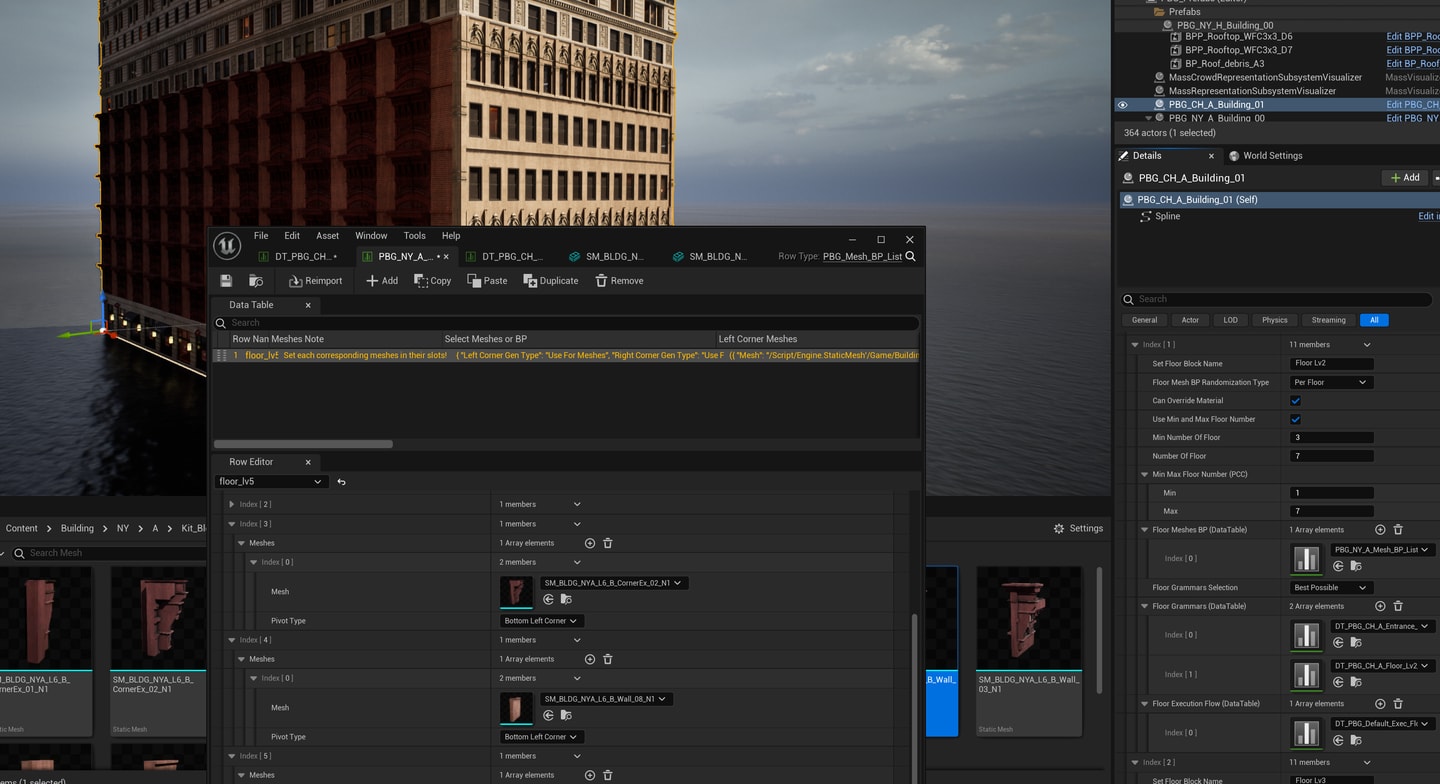 Prefabs
PBG_NY_H_Building_00
BPP_Rooftop_WFC3x3_D6 Edit BPP_Roo
BPP_Rooftop_WFC3x3_D7 Edit BPP_Roo
BP_Roof_debris_A3 Edit BP_Roof
MassCrowdRepresentationSubsystemVisualizer MassVisualiz
MassRepresentationSubsystemVisualizer MassVisualiz
PBG_CH_A_Building_01 Edit PBG_CH
PBG_NY_A_Building_00 Edit PBG_NY
364 actors (1 selected)
Details World Settings
PBG_CH_A_Building_01 Add
PBG_CH_A_Building_01 (Self)
Spline Edit in
Search
General Actor LOD Physics Streaming All
Index [ 1 ] 11 members
Set Floor Block Name Floor Lv2
Floor Mesh BP Randomization Type Per Floor
Can Override Material
Use Min and Max Floor Number
Min Number Of Floor 3
Number Of Floor 7
Min Max Floor Number (PCC)
Min 1
Max 7
Floor Meshes BP (DataTable) 1 Array elements
Index [ 0 ] PBG_NY_A_Mesh_BP_List
Floor Grammars Selection Best Possible
Floor Grammars (DataTable) 2 Array elements
Index [ 0 ] DT_PBG_CH_A_Entrance_
Index [ 1 ] DT_PBG_CH_A_Floor_Lv2
Floor Execution Flow (DataTable) 1 Array elements
Index [ 0 ] DT_PBG_Default_Exec_Flo
Index [ 2 ] 11 members
Set Floor Block Name Floor Lv3
File Edit Asset Window Tools Help
DT_PBG_CH...• PBG_NY_A_...• DT_PBG_CH_... SM_BLDG_N... SM_BLDG_N... Row Type: PBG_Mesh_BP_List
Reimport Add Copy Paste Duplicate Remove
Data Table
Search
Row Nan Meshes Note Select Meshes or BP Left Corner Meshes
1 floor_lv5 Set each corresponding meshes in their slots! ( "Left Corner Gen Type": "Use For Meshes", "Right Corner Gen Type": "Use F (( "Mesh": "/Script/Engine.StaticMesh'/Game/Buildin
Row Editor
floor_lv5
Index [ 2 ] 1 members
Index [ 3 ] 1 members
Meshes 1 Array elements
Index [ 0 ] 2 members
Mesh SM_BLDG_NYA_L6_B_CornerEx_02_N1
Pivot Type Bottom Left Corner
Index [ 4 ] 1 members
Meshes 1 Array elements
Index [ 0 ] 2 members
Mesh SM_BLDG_NYA_L6_B_Wall_08_N1
Pivot Type Bottom Left Corner
Index [ 5 ] 1 members
Meshes 1 Array elements
Content > Building > NY > A > Kit_Bl
Settings
Search Mesh
_BLDG_NYA_L6_B_
rnerEx_01_N1
tic Mesh
SM_BLDG_NYA_L6_B_
CornerEx_02_N1
Static Mesh
B_Wall_
SM_BLDG_NYA_L6_B_Wall_
03_N1
Static Mesh
ems (1 selected)